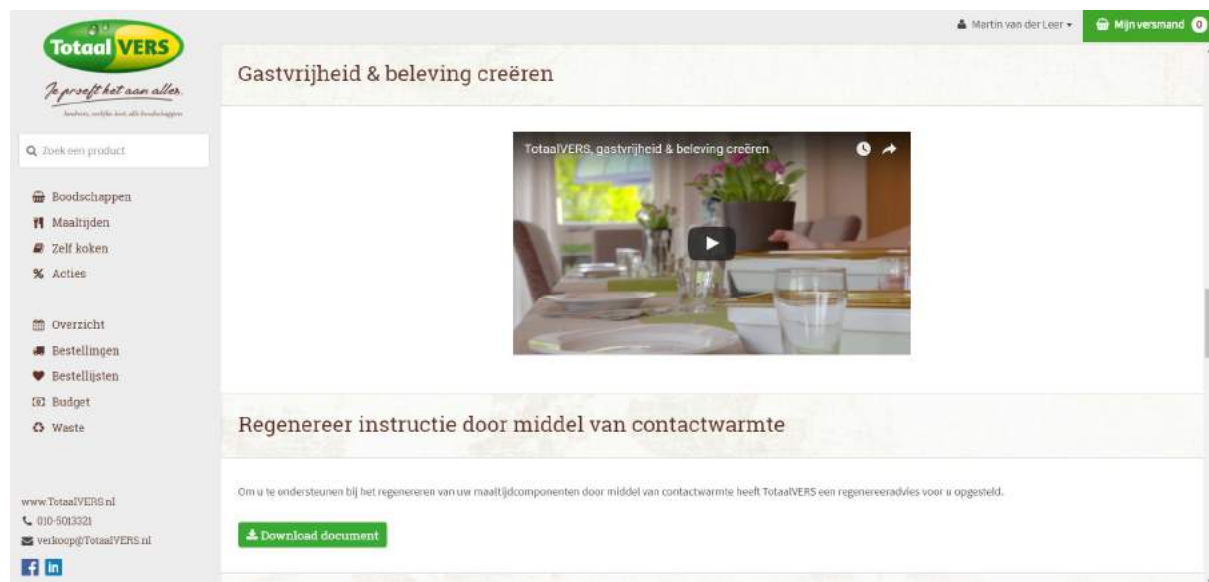 Totaal VERS
Je proeft het aan alles.
Zoek een product
Boodschappen
Maaltijden
Zelf koken
Acties
Overzicht
Bestellingen
Bestellijsten
Budget
Waste
www.TotaalVERS.nl
010-5013321
verkoop@TotaalVERS.nl
Martin van der Leer
Mijn versmand 0
Gastvrijheid & beleving creëren
TotaalVERS, gastvrijheid & beleving creëren
Regenereer instructie door middel van contactwarmte
Om u te ondersteunen bij het regenereren van uw maaltijdcomponenten door middel van contactwarmte heeft TotaalVERS een regenereeradvies voor u opgesteld.
Download document